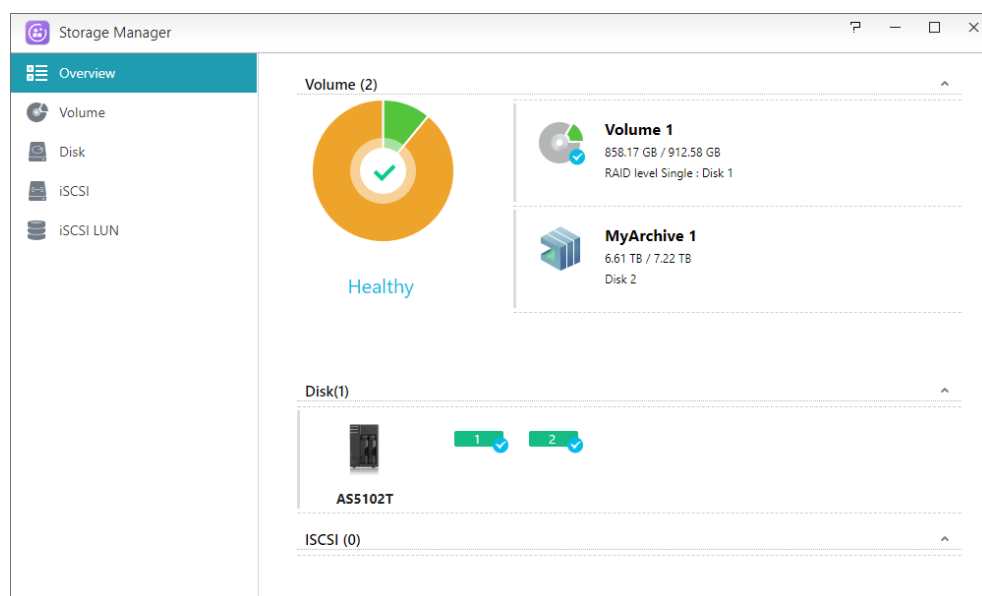 Storage Manager
Overview
Volume
Disk
iSCSI
iSCSI LUN
Volume (2)
Healthy
Volume 1
858.17 GB / 912.58 GB
RAID level Single : Disk 1
MyArchive 1
6.61 TB / 7.22 TB
Disk 2
Disk(1)
AS5102T
1
2
ISCSI (0)